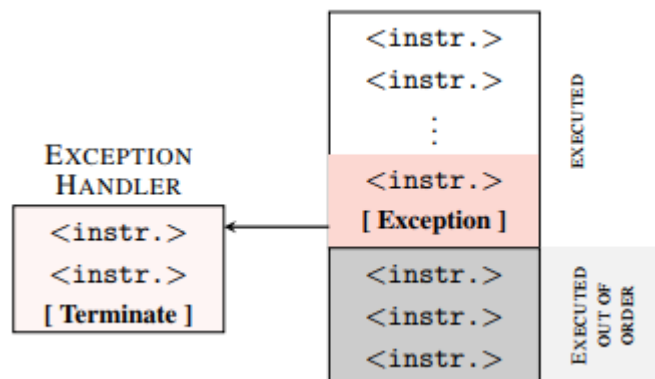 <instr.>
<instr.>
⋮
<instr.>
[ Exception ]
<instr.>
<instr.>
<instr.>
EXECUTED
EXECUTED
OUT OF
ORDER
EXCEPTION
HANDLER
<instr.>
<instr.>
[ Terminate ]